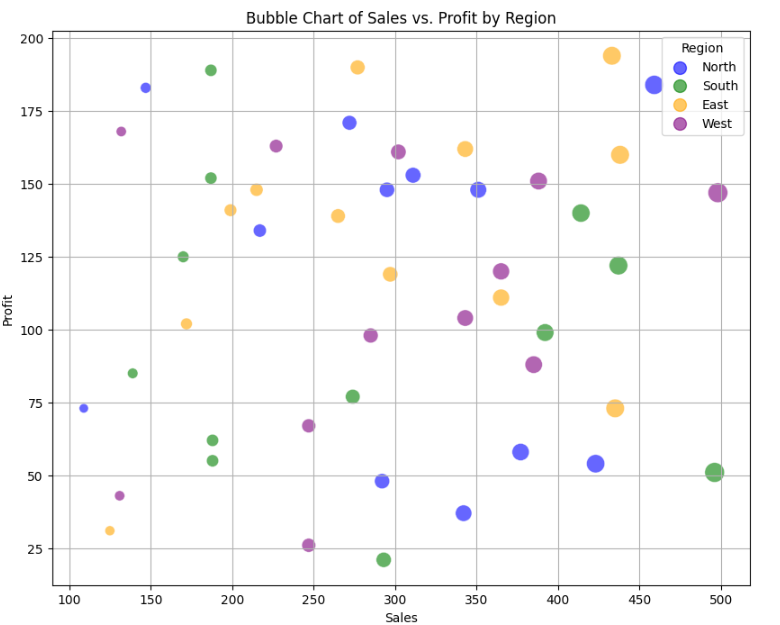 Bubble Chart of Sales vs. Profit by Region
Region
North
South
East
West
Profit
200
175
150
125
100
75
50
25
100 150 200 250 300 350 400 450 500
Sales